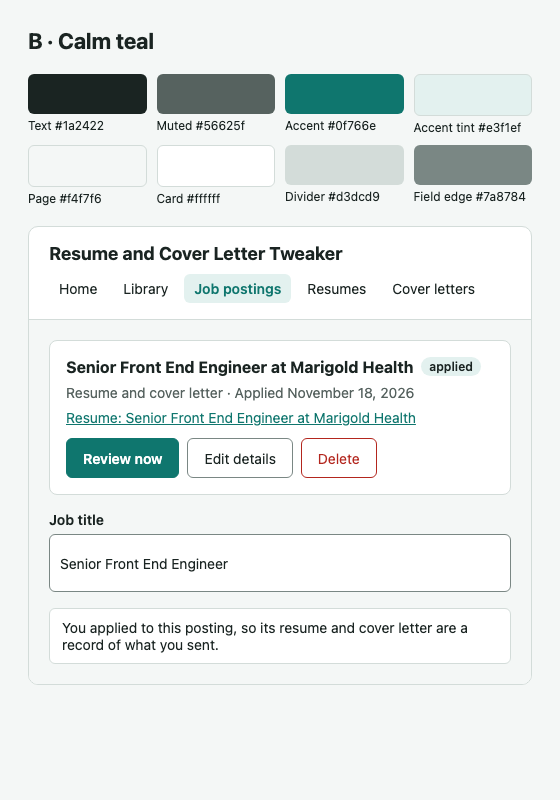 B · Calm teal
Text #1a2422
Muted #56625f
Accent #0f766e
Accent tint #e3f1ef
Page #f4f7f6
Card #ffffff
Divider #d3dcd9
Field edge #7a8784
Resume and Cover Letter Tweaker
Home
Library
Job postings
Resumes
Cover letters
Senior Front End Engineer at Marigold Health applied
Resume and cover letter · Applied November 18, 2026
Resume: Senior Front End Engineer at Marigold Health
Review now
Edit details
Delete
Job title
Senior Front End Engineer
You applied to this posting, so its resume and cover letter are a
record of what you sent.